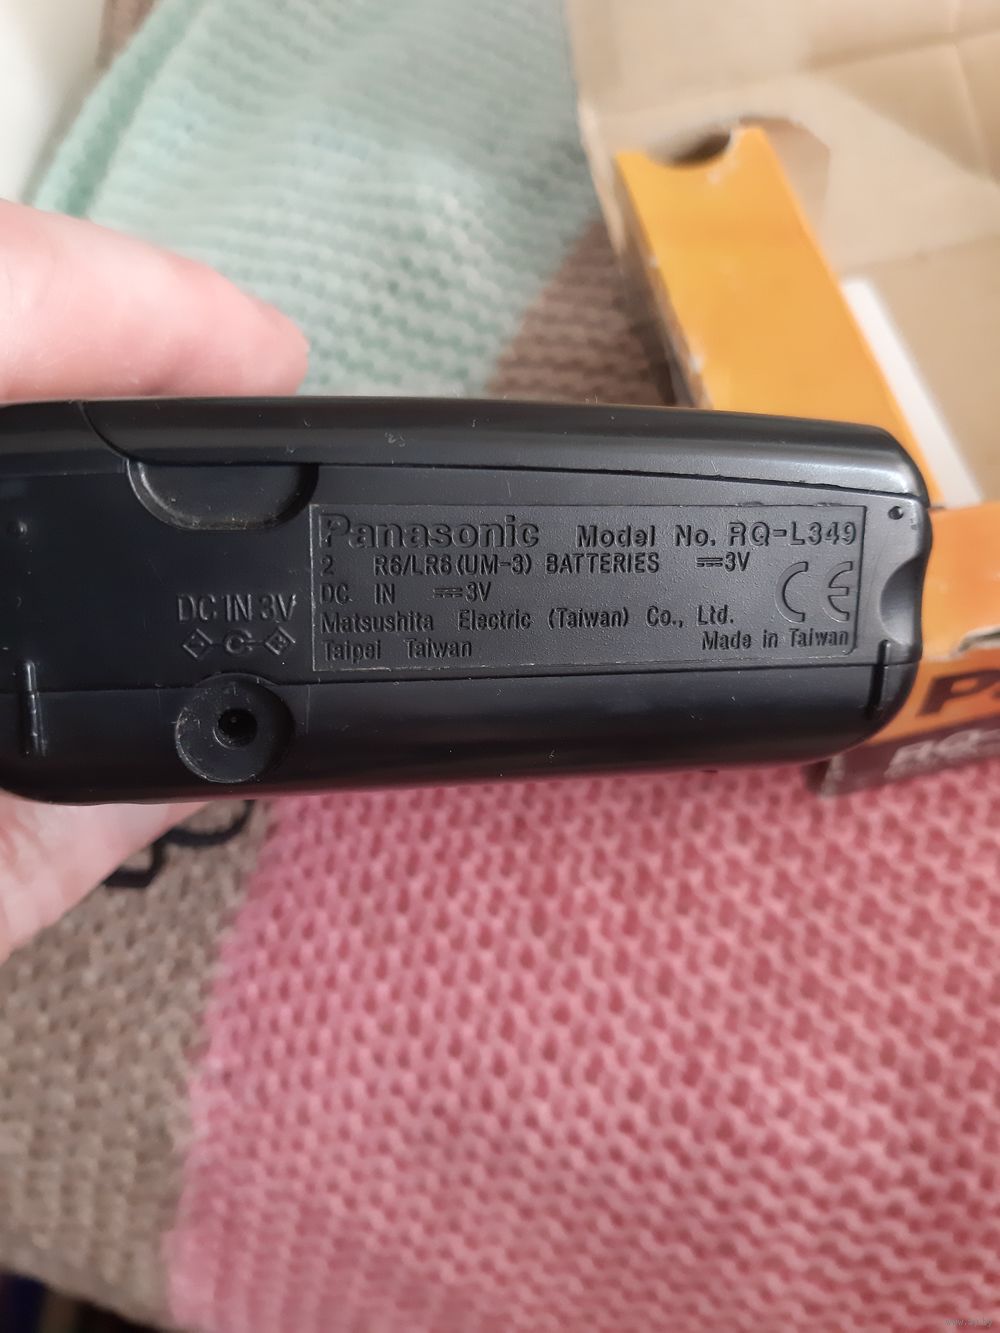 Panasonic Model No. RQ-L349
2 R6/LR6(UM-3) BATTERIES ⎓3V
DC IN ⎓3V
CE
Matsushita Electric (Taiwan) Co., Ltd.
Taipei Taiwan Made in Taiwan
DC IN 3V